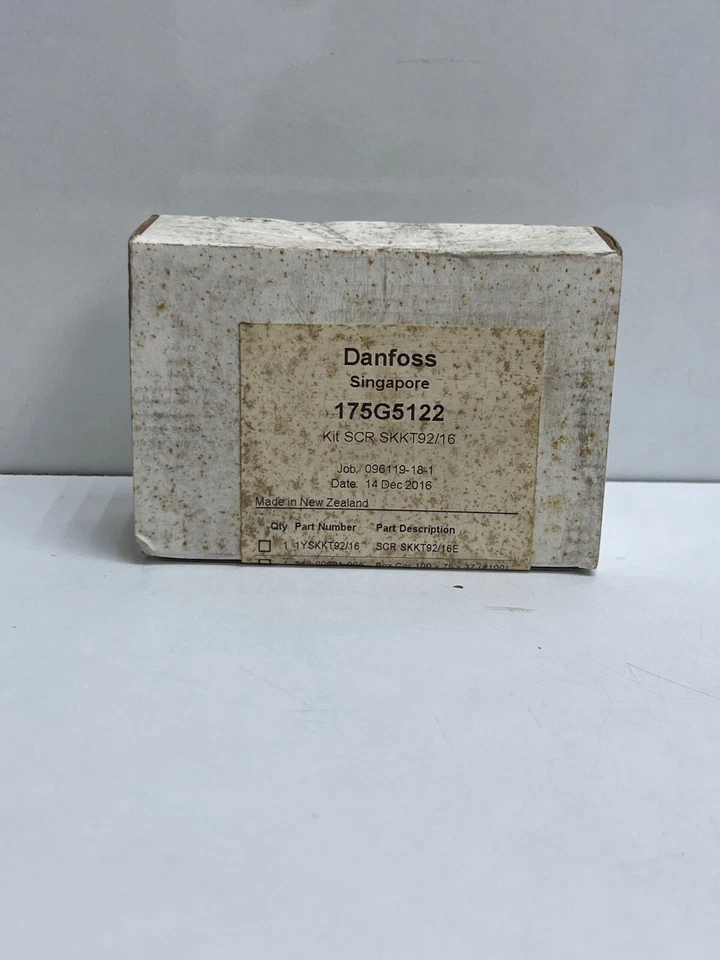 Danfoss
Singapore
175G5122
Kit SCR SKKT92/16
Job: 096119-18-1
Date: 14 Dec 2016
Made in New Zealand
Qty Part Number Part Description
1 1YSKKT92/16 SCR SKKT92/16E
1